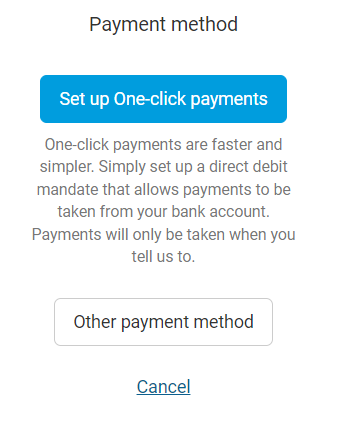 Payment method
Set up One-click payments
One-click payments are faster and
simpler. Simply set up a direct debit
mandate that allows payments to be
taken from your bank account.
Payments will only be taken when you
tell us to.
Other payment method
Cancel